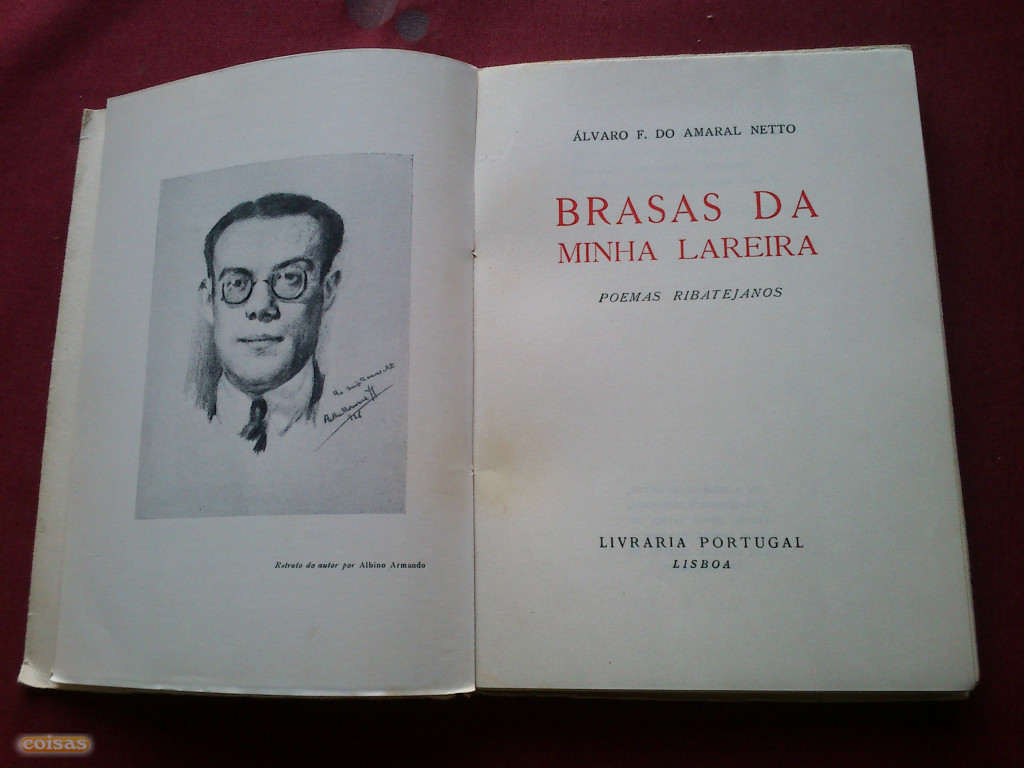 Retrato do autor por Albino Armando
ÁLVARO F. DO AMARAL NETTO
BRASAS DA
MINHA LAREIRA
POEMAS RIBATEJANOS
LIVRARIA PORTUGAL
LISBOA
coisas